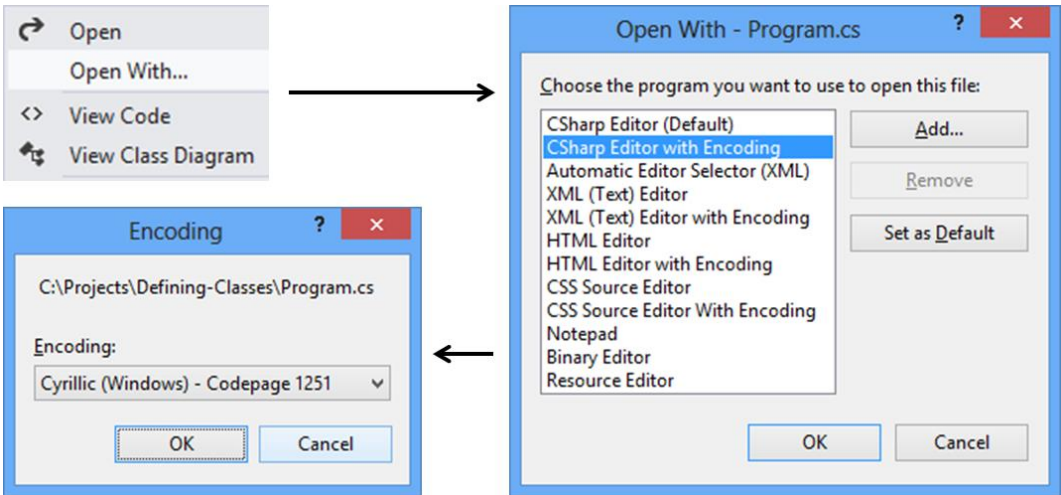 Open
Open With...
View Code
View Class Diagram
Open With - Program.cs
?
Choose the program you want to use to open this file:
CSharp Editor (Default)
CSharp Editor with Encoding
Automatic Editor Selector (XML)
XML (Text) Editor
XML (Text) Editor with Encoding
HTML Editor
HTML Editor with Encoding
CSS Source Editor
CSS Source Editor With Encoding
Notepad
Binary Editor
Resource Editor
Add...
Remove
Set as Default
OK
Cancel
Encoding
?
C:\Projects\Defining-Classes\Program.cs
Encoding:
Cyrillic (Windows) - Codepage 1251
OK
Cancel